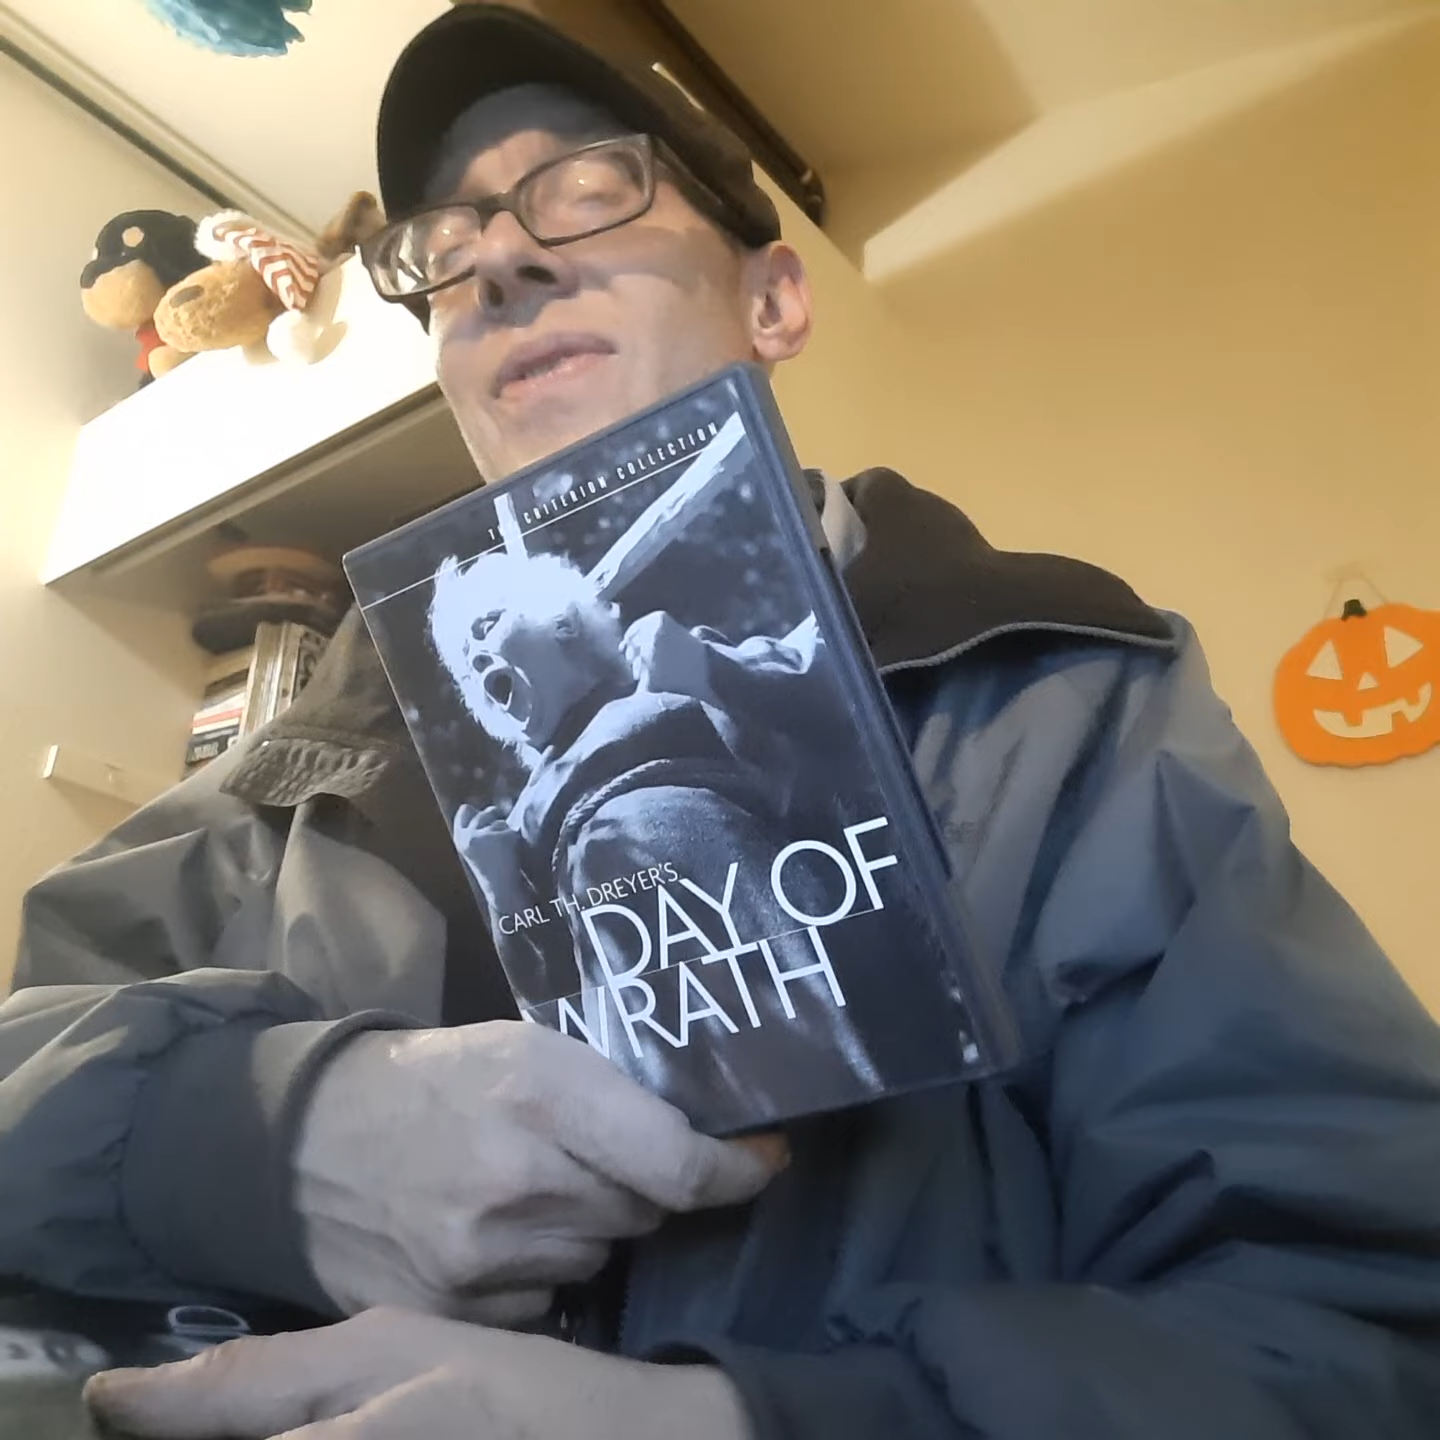 THE CRITERION COLLECTION
CARL TH. DREYER'S
DAY OF
WRATH